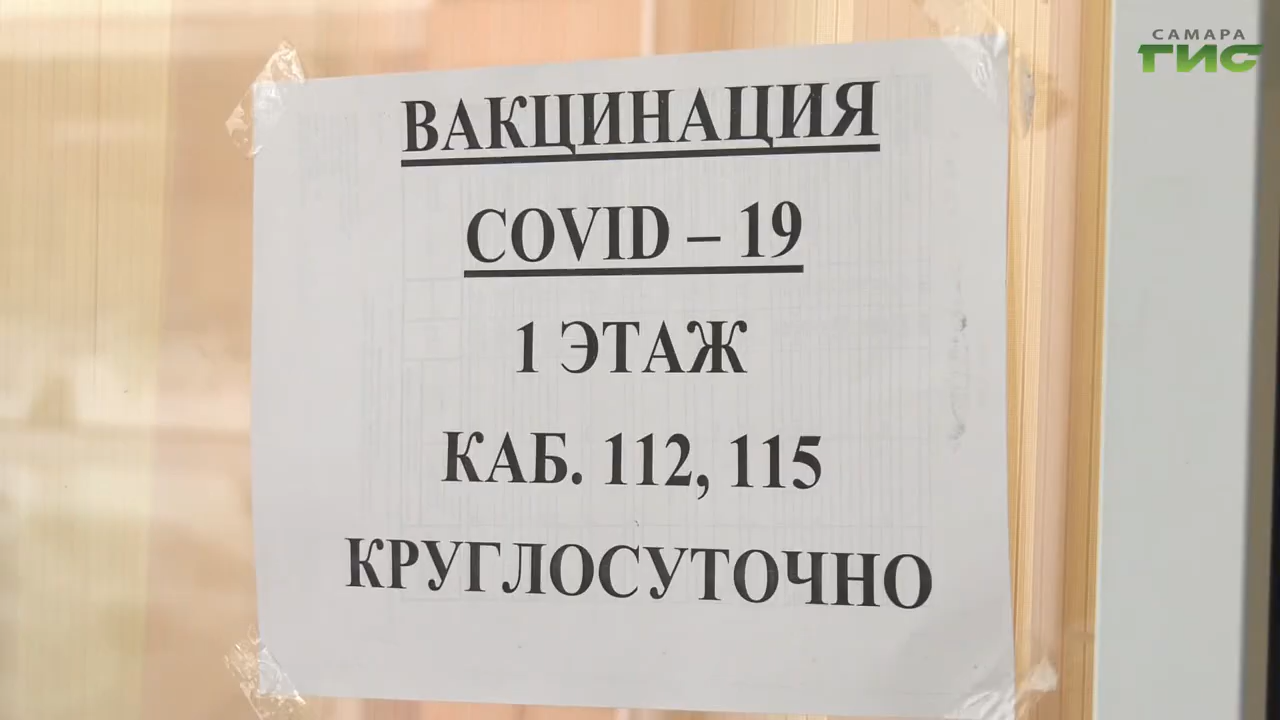 САМАРА
ГИС
ВАКЦИНАЦИЯ
COVID – 19
1 ЭТАЖ
КАБ. 112, 115
КРУГЛОСУТОЧНО